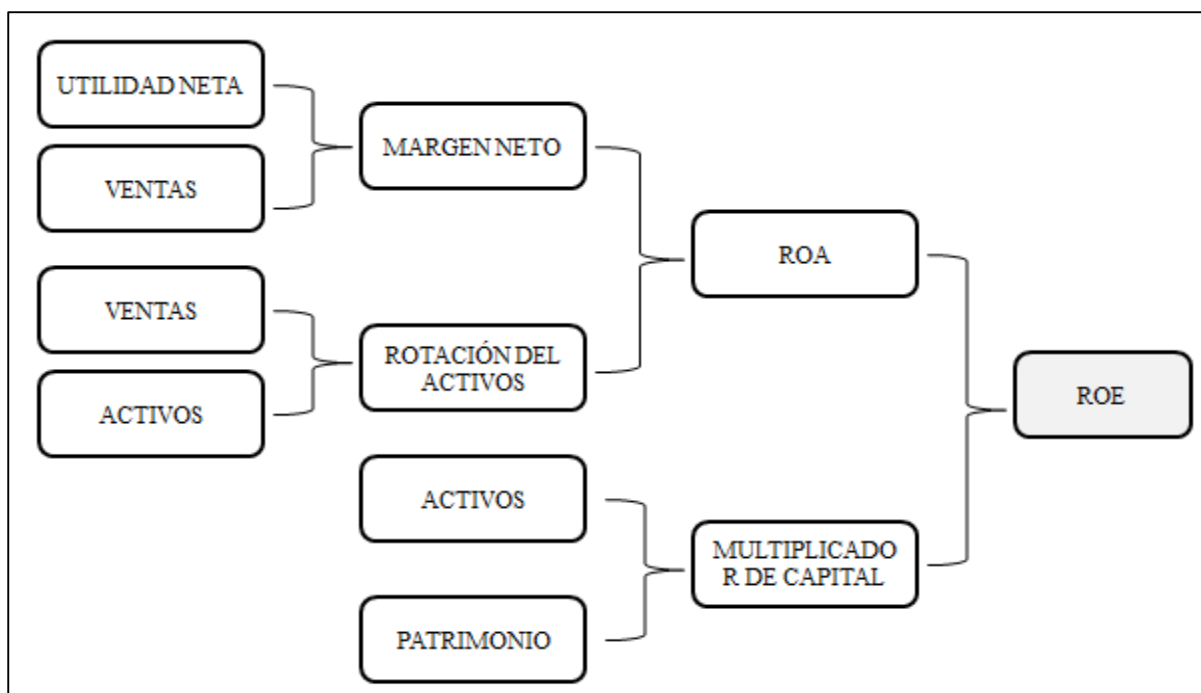 UTILIDAD NETA
VENTAS
MARGEN NETO
VENTAS
ACTIVOS
ROTACIÓN DEL
ACTIVOS
ROA
ACTIVOS
PATRIMONIO
MULTIPLICADO
R DE CAPITAL
ROE